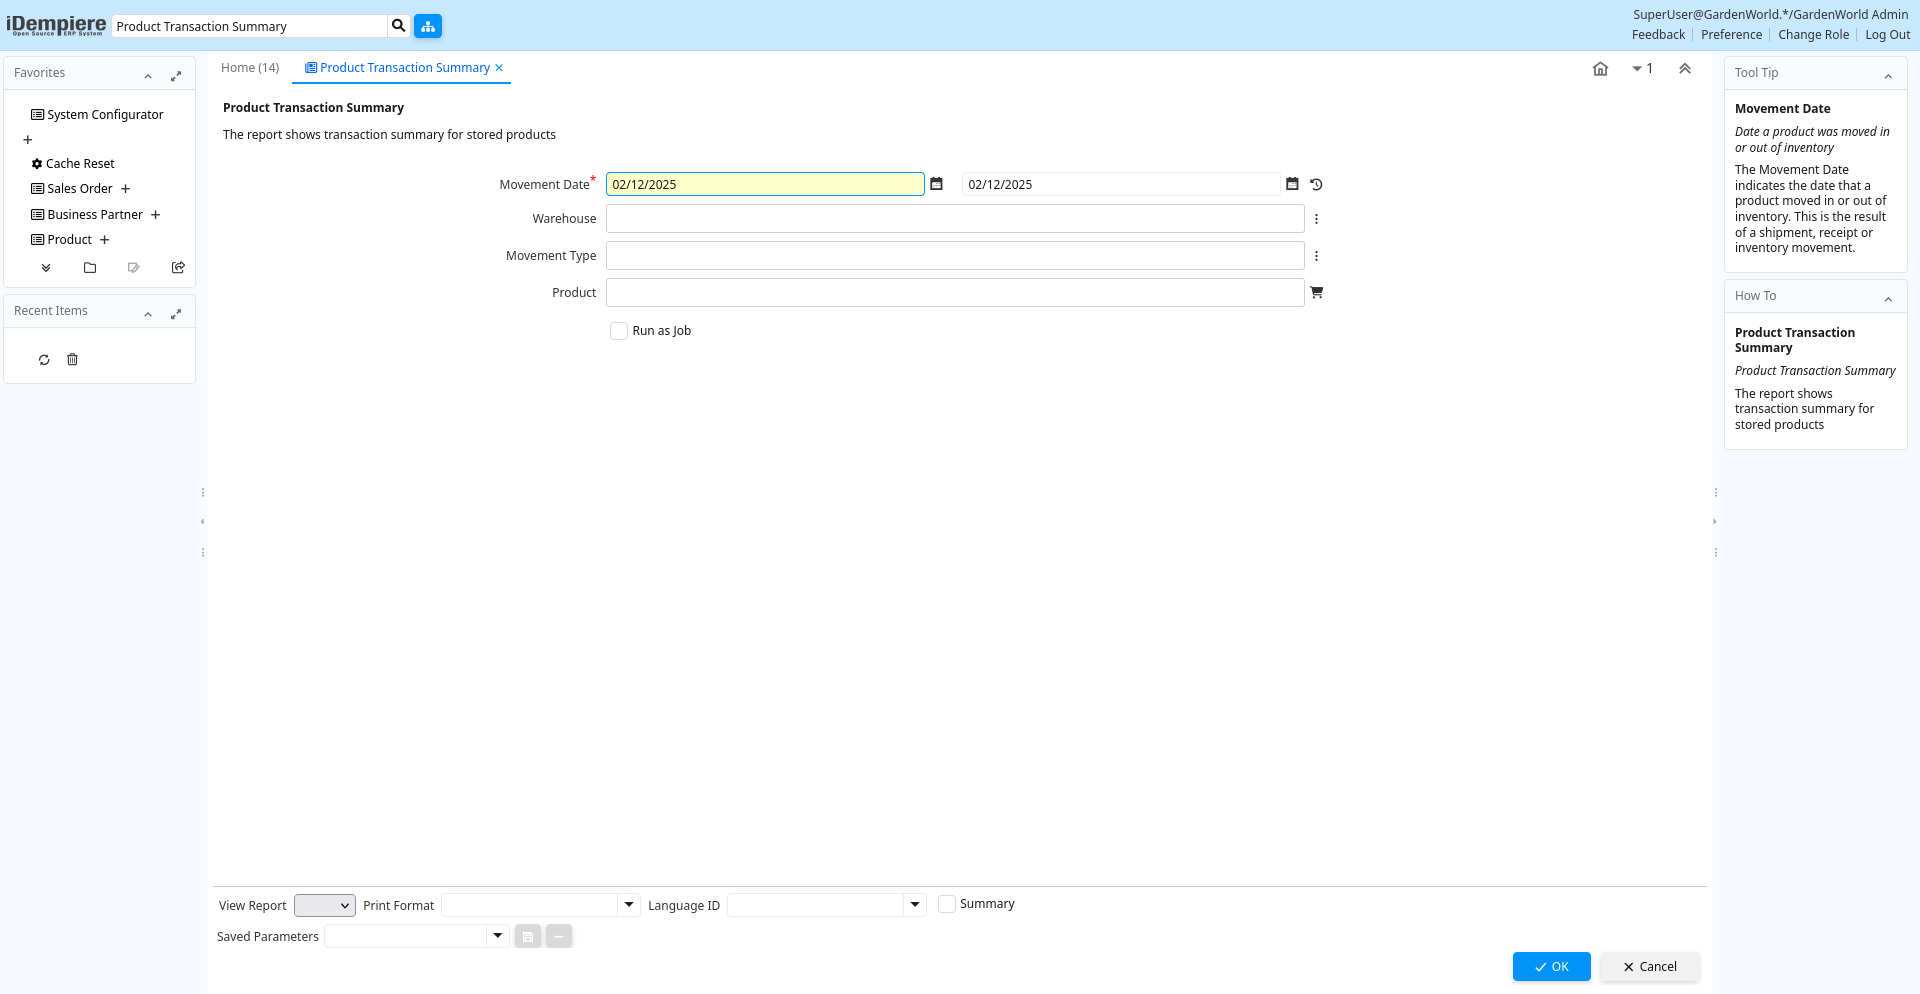 iDempiere
Open Source ERP System
Product Transaction Summary
SuperUser@GardenWorld.*/GardenWorld Admin
Feedback
Preference
Change Role
Log Out
Favorites
System Configurator
Cache Reset
Sales Order
Business Partner
Product
Recent Items
Home (14)
Product Transaction Summary
1
Product Transaction Summary
The report shows transaction summary for stored products
Movement Date* 02/12/2025 02/12/2025
Warehouse
Movement Type
Product
Run as Job
View Report
Print Format
Language ID
Summary
Saved Parameters
OK
Cancel
Tool Tip
Movement Date
Date a product was moved in
or out of inventory
The Movement Date
indicates the date that a
product moved in or out of
inventory. This is the result
of a shipment, receipt or
inventory movement.
How To
Product Transaction
Summary
Product Transaction Summary
The report shows
transaction summary for
stored products